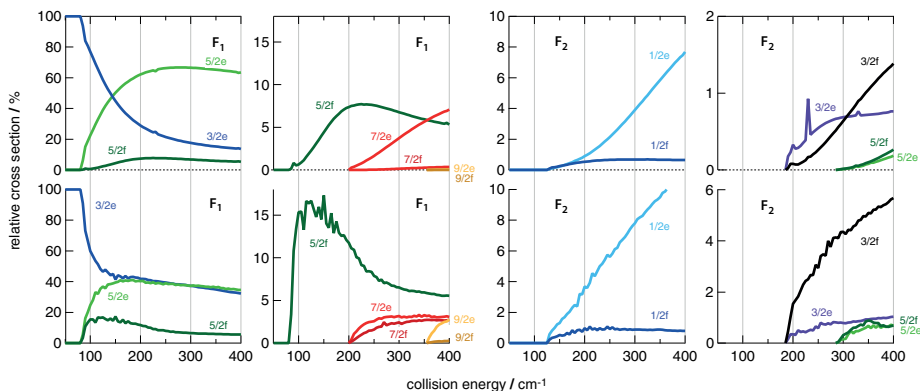 relative cross section / %
100
80
60
40
20
0
F1
5/2e
3/2e
5/2f
15
10
5
0
F1
5/2f
7/2e
7/2f
9/2e
9/2f
10
8
6
4
2
0
F2
1/2e
1/2f
2
1
0
F2
3/2f
3/2e
5/2f
5/2e
100
80
60
40
20
0
F1
3/2e
5/2e
5/2f
100 200 300 400
15
10
5
0
F1
5/2f
7/2e
7/2f
9/2e
9/2f
100 200 300 400
10
8
6
4
2
0
F2
1/2e
1/2f
100 200 300 400
6
4
2
0
F2
3/2f
3/2e
5/2f
5/2e
100 200 300 400
collision energy / cm-1